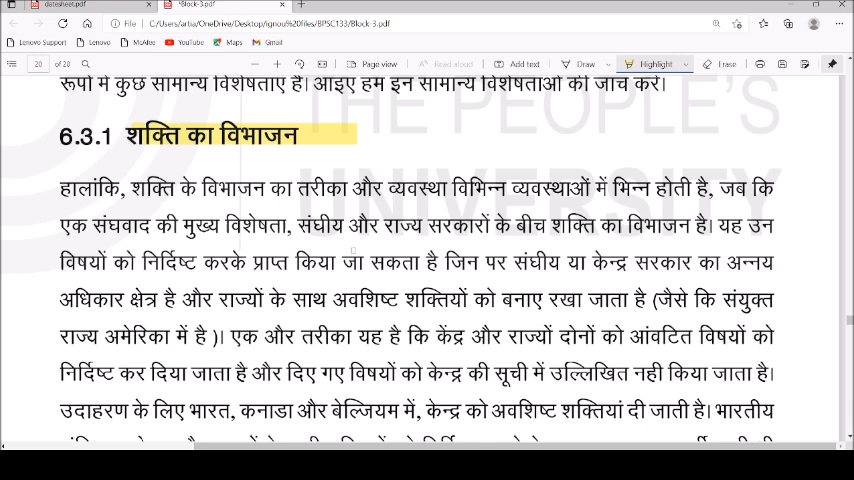 datesheet.pdf
*Block-3.pdf
File C:/Users/artia/OneDrive/Desktop/ignou%20files/BPSC133/Block-3.pdf
Lenovo Support Lenovo McAfee YouTube Maps Gmail
20 of 28 Page view Read aloud Add text Draw Highlight Erase
रूपों में कुछ सामान्य विशेषताएं हैं। आइए हम इन सामान्य विशेषताओं की जांच करें।
THE PEOPLE'S
UNIVERSITY
6.3.1 शक्ति का विभाजन
हालांकि, शक्ति के विभाजन का तरीका और व्यवस्था विभिन्न व्यवस्थाओं में भिन्न होती है, जब कि
एक संघवाद की मुख्य विशेषता, संघीय और राज्य सरकारों के बीच शक्ति का विभाजन है। यह उन
विषयों को निर्दिष्ट करके प्राप्त किया जा सकता है जिन पर संघीय या केन्द्र सरकार का अन्नय
अधिकार क्षेत्र है और राज्यों के साथ अवशिष्ट शक्तियों को बनाए रखा जाता है (जैसे कि संयुक्त
राज्य अमेरिका में है )। एक और तरीका यह है कि केंद्र और राज्यों दोनों को आंवटित विषयों को
निर्दिष्ट कर दिया जाता है और दिए गए विषयों को केन्द्र की सूची में उल्लिखित नही किया जाता है।
उदाहरण के लिए भारत, कनाडा और बेल्जियम में, केन्द्र को अवशिष्ट शक्तियां दी जाती है। भारतीय